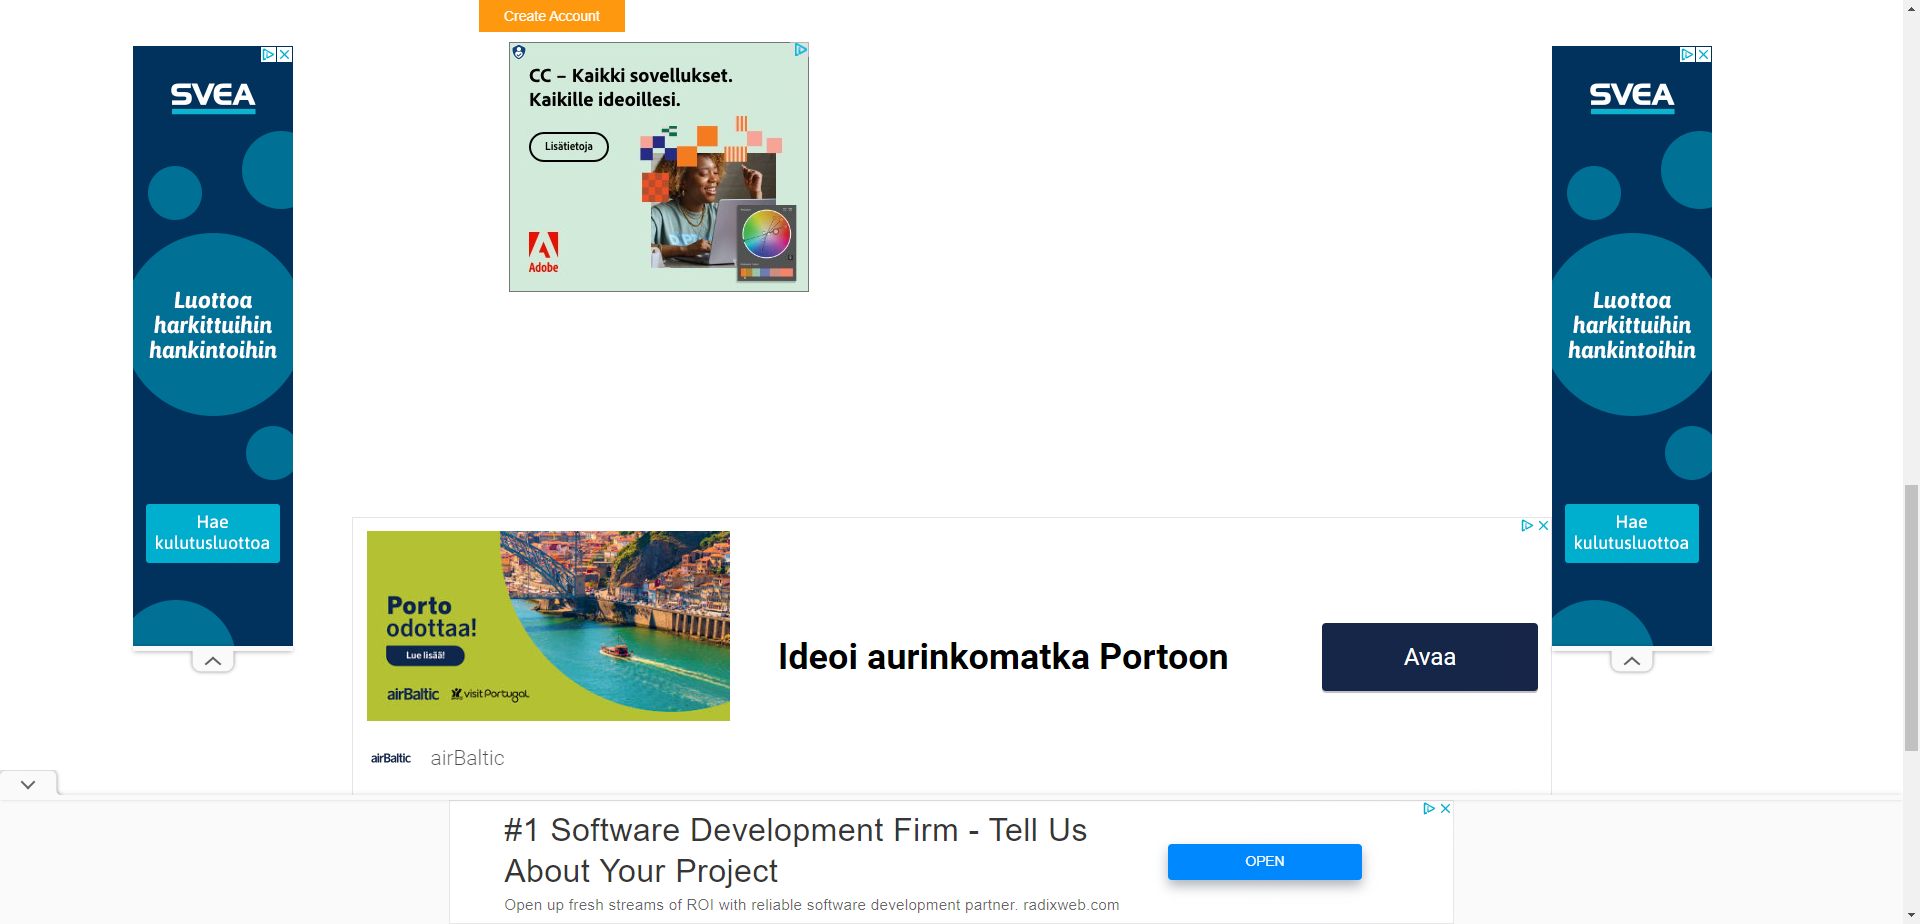 Create Account
SVEA
Luottoa
harkittuihin
hankintoihin
Hae
kulutusluottoa
CC – Kaikki sovellukset.
Kaikille ideoillesi.
Lisätietoja
Adobe
SVEA
Luottoa
harkittuihin
hankintoihin
Hae
kulutusluottoa
Porto
odottaa!
Lue lisää!
airBaltic visit Portugal
Ideoi aurinkomatka Portoon
Avaa
airBaltic airBaltic
#1 Software Development Firm - Tell Us
About Your Project
Open up fresh streams of ROI with reliable software development partner. radixweb.com
OPEN